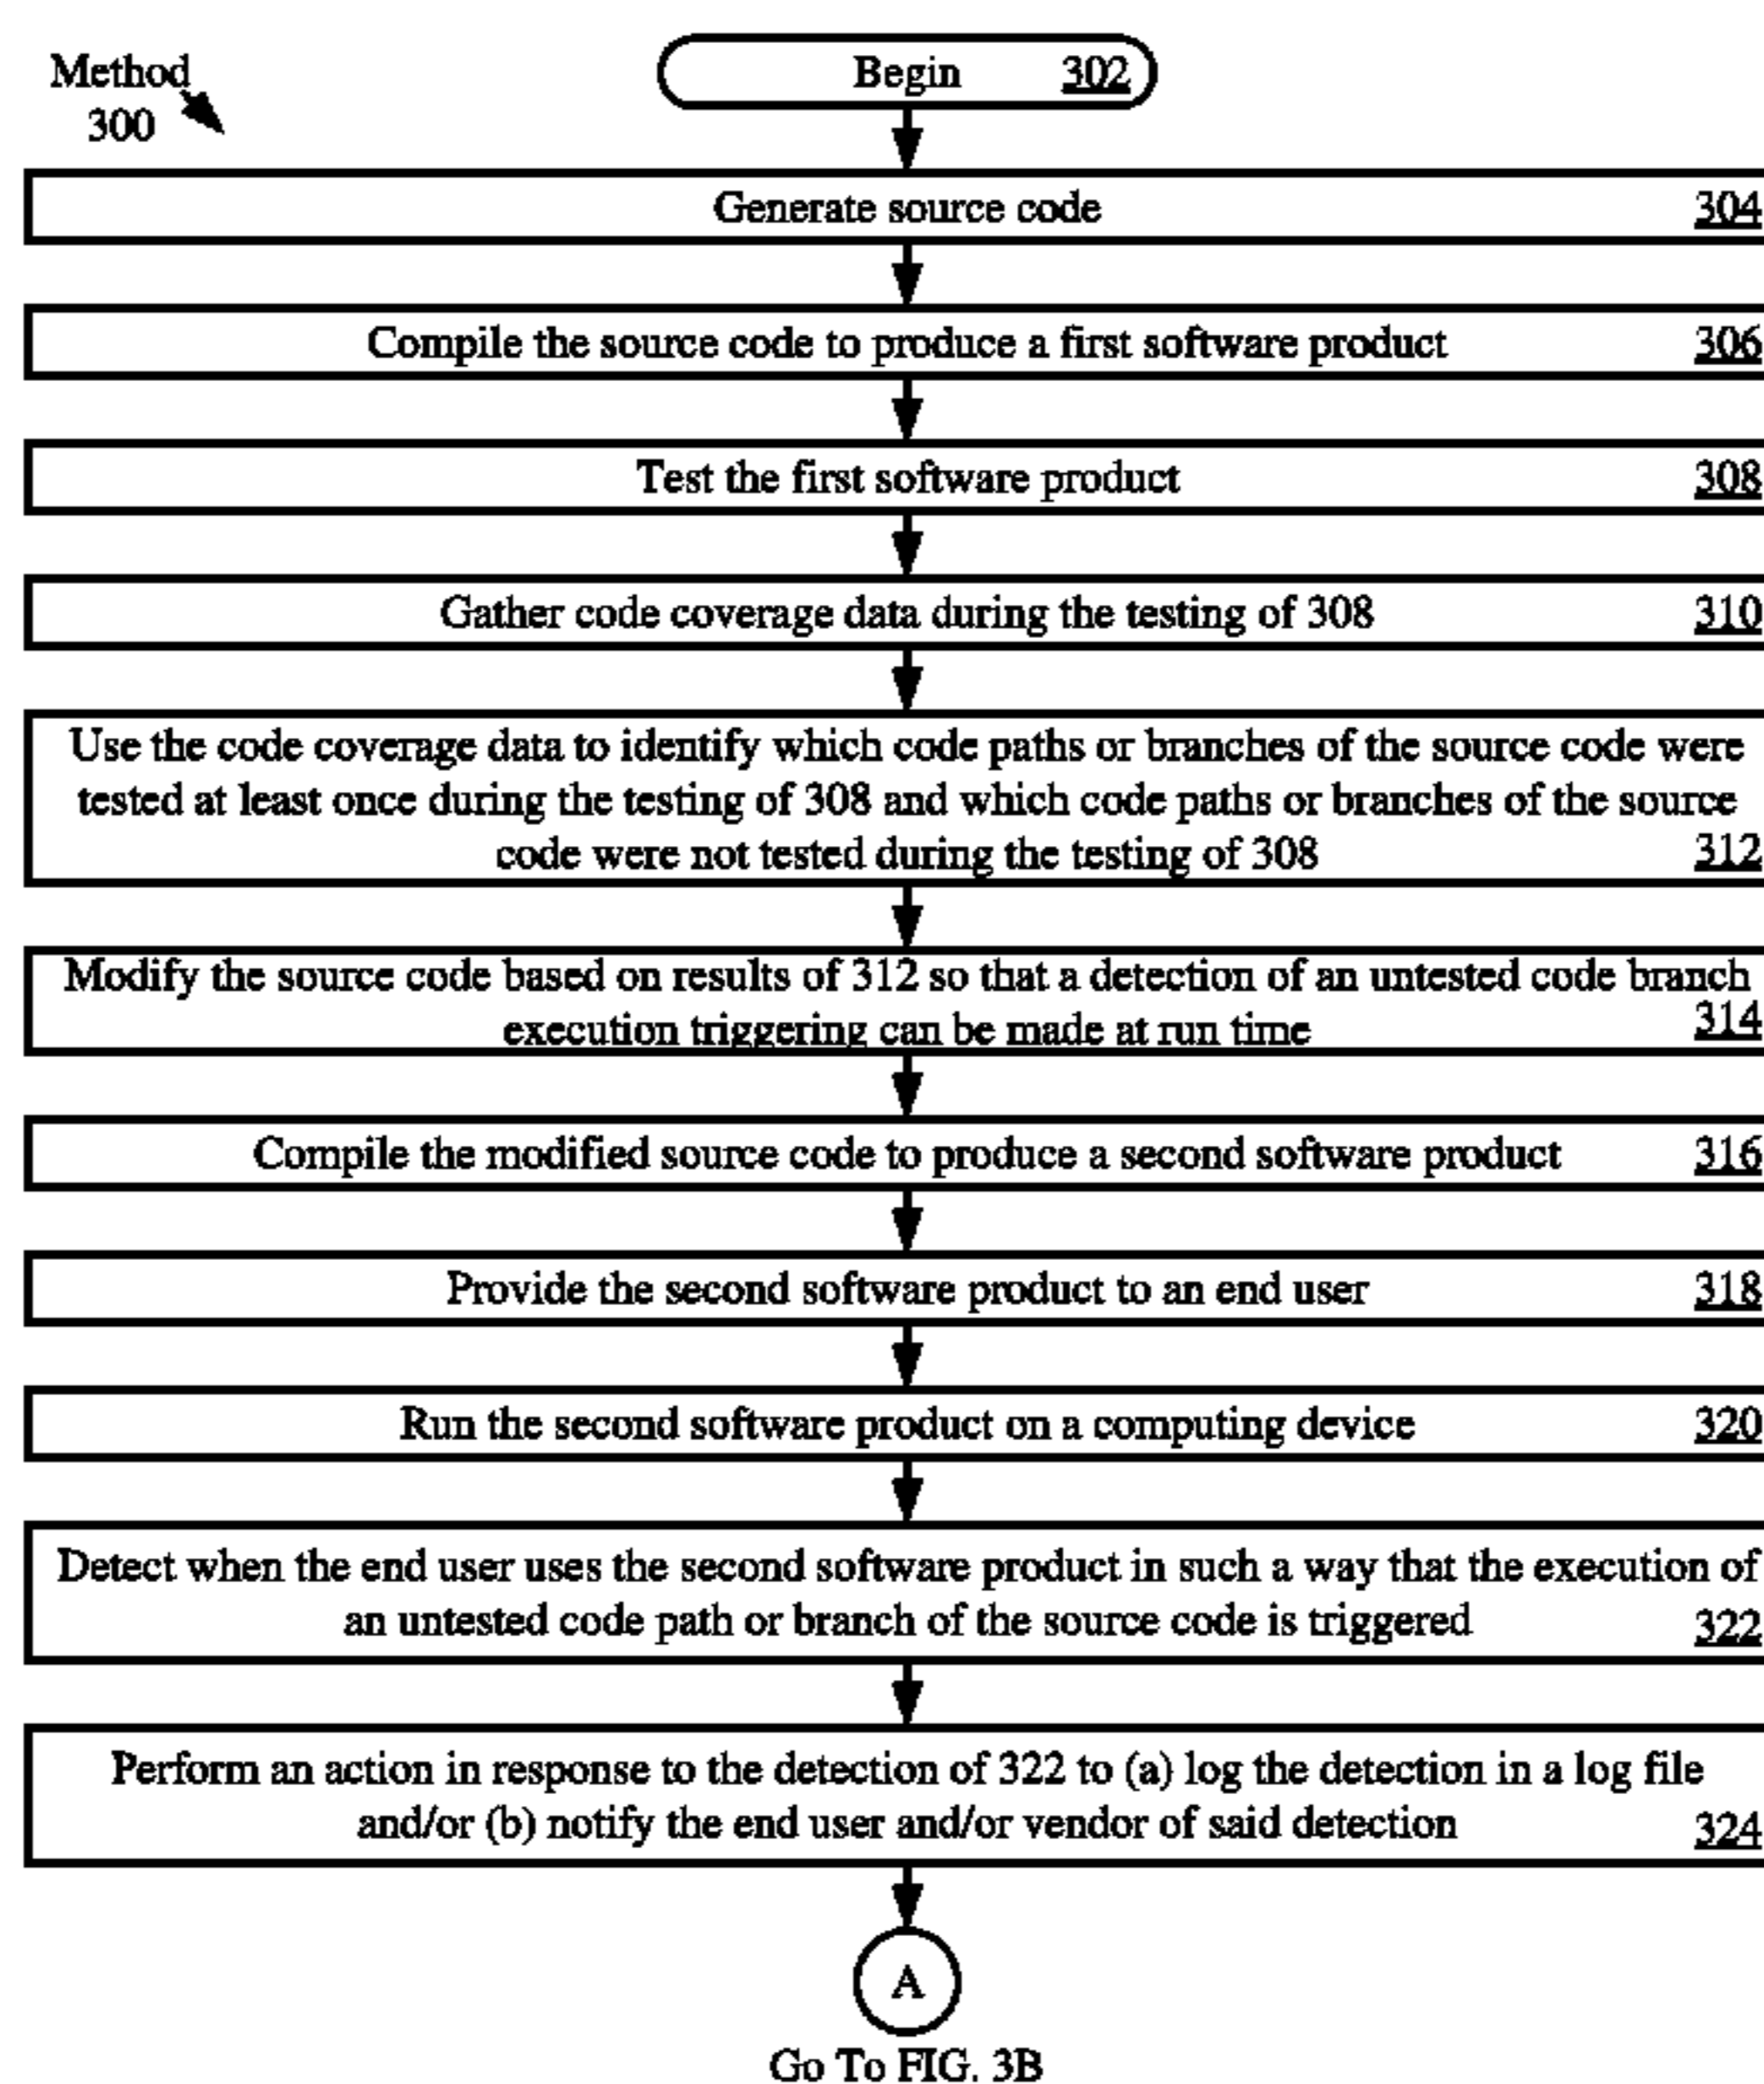 Method
300
Begin 302
Generate source code 304
Compile the source code to produce a first software product 306
Test the first software product 308
Gather code coverage data during the testing of 308 310
Use the code coverage data to identify which code paths or branches of the source code were
tested at least once during the testing of 308 and which code paths or branches of the source
code were not tested during the testing of 308 312
Modify the source code based on results of 312 so that a detection of an untested code branch
execution triggering can be made at run time 314
Compile the modified source code to produce a second software product 316
Provide the second software product to an end user 318
Run the second software product on a computing device 320
Detect when the end user uses the second software product in such a way that the execution of
an untested code path or branch of the source code is triggered 322
Perform an action in response to the detection of 322 to (a) log the detection in a log file
and/or (b) notify the end user and/or vendor of said detection 324
A
Go To FIG. 3B